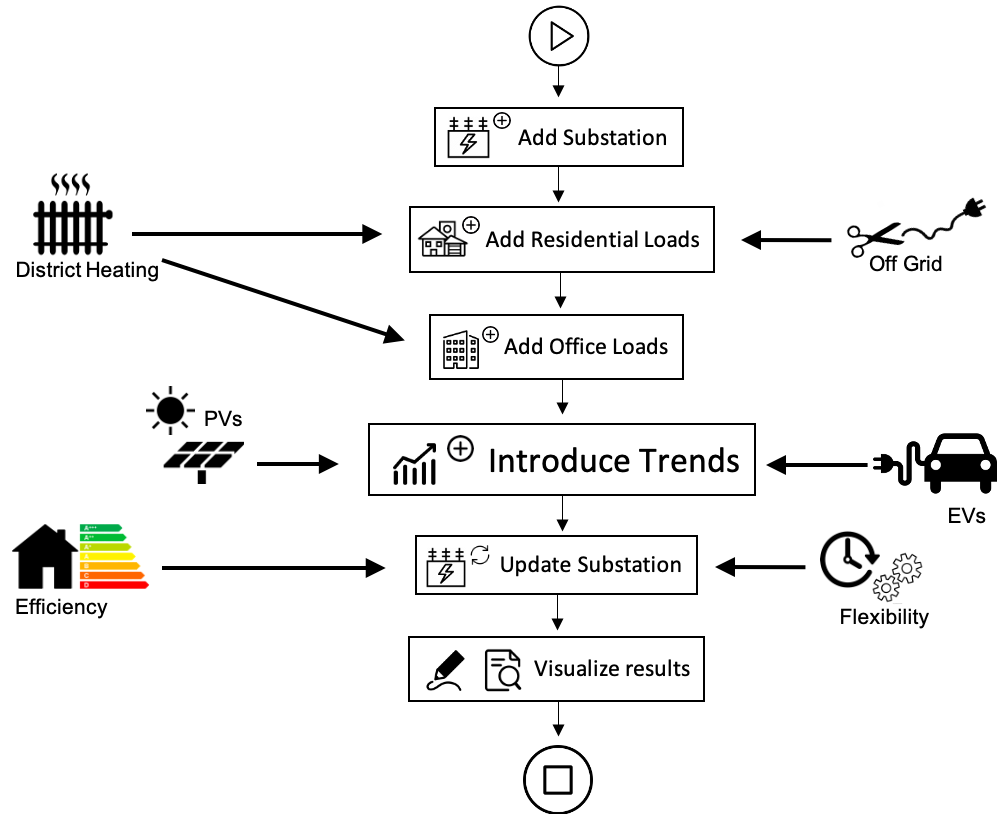 Add Substation
District Heating
Add Residential Loads
Off Grid
Add Office Loads
PVs
Introduce Trends
EVs
A+++
A++
A+
A
B
C
D
Efficiency
Update Substation
Flexibility
Visualize results